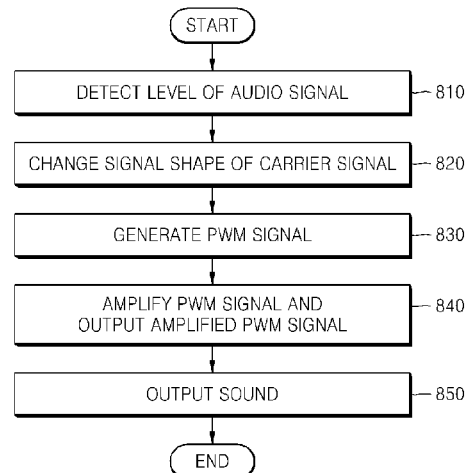 START
DETECT LEVEL OF AUDIO SIGNAL
810
CHANGE SIGNAL SHAPE OF CARRIER SIGNAL
820
GENERATE PWM SIGNAL
830
AMPLIFY PWM SIGNAL AND
OUTPUT AMPLIFIED PWM SIGNAL
840
OUTPUT SOUND
850
END